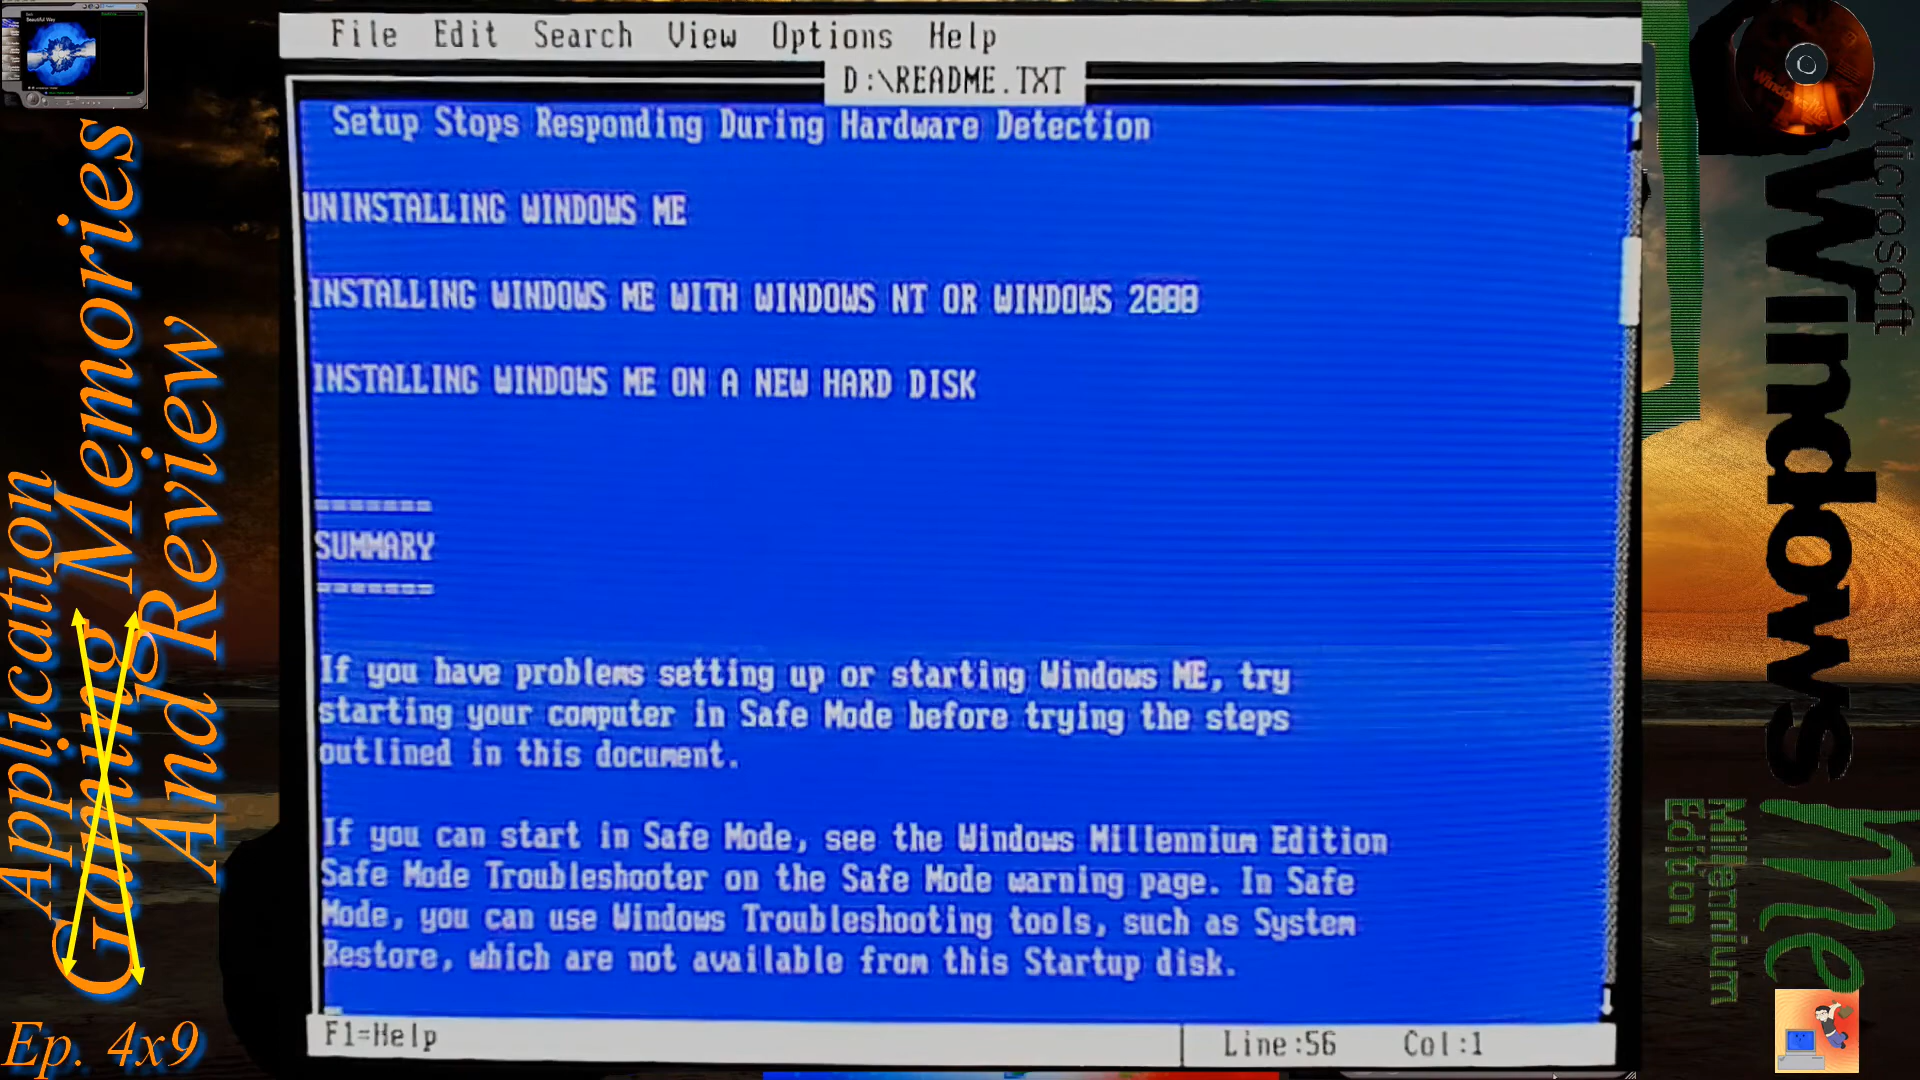 File Edit Search View Options Help
D:\README.TXT
Setup Stops Responding During Hardware Detection
UNINSTALLING WINDOWS ME
INSTALLING WINDOWS ME WITH WINDOWS NT OR WINDOWS 2000
INSTALLING WINDOWS ME ON A NEW HARD DISK
=======
SUMMARY
=======
If you have problems setting up or starting Windows ME, try
starting your computer in Safe Mode before trying the steps
outlined in this document.
If you can start in Safe Mode, see the Windows Millennium Edition
Safe Mode Troubleshooter on the Safe Mode warning page. In Safe
Mode, you can use Windows Troubleshooting tools, such as System
Restore, which are not available from this Startup disk.
F1=Help
Line:56 Col:1
Application
Gaming Memories
And Review
Ep. 4x9
Microsoft
Windows
Me
Millennium
Edition